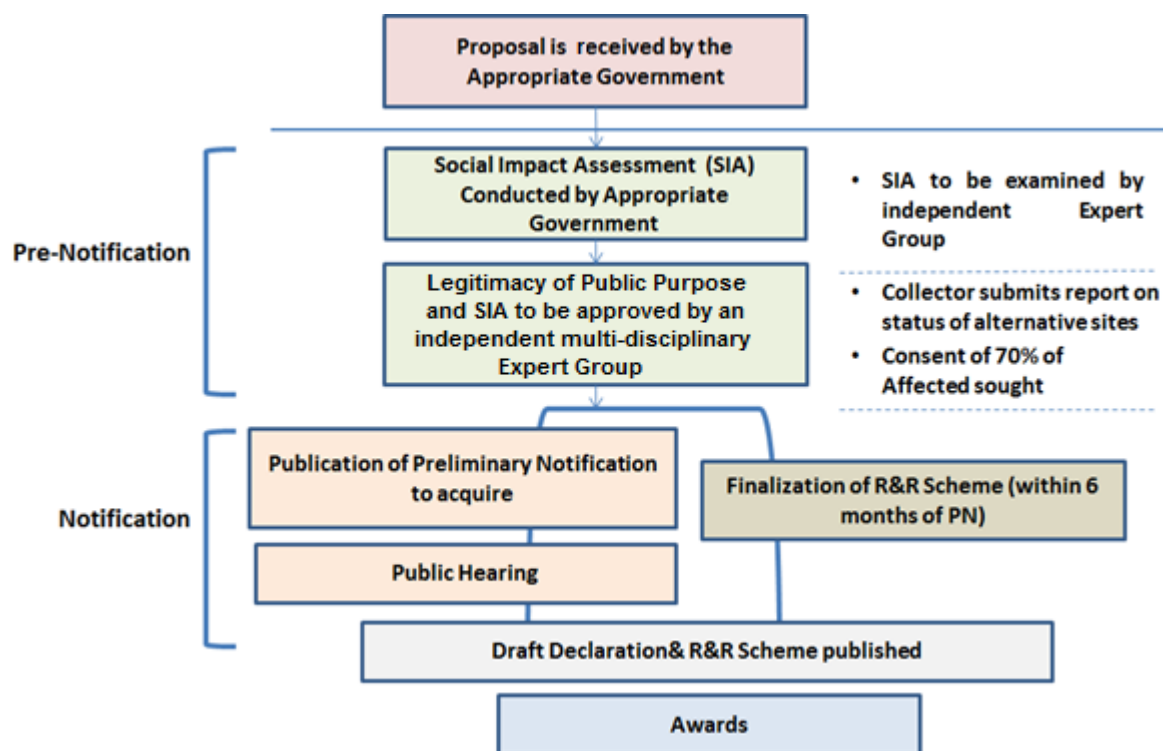 Proposal is received by the
Appropriate Government
Pre-Notification
Social Impact Assessment (SIA)
Conducted by Appropriate
Government
• SIA to be examined by
independent Expert
Group
Legitimacy of Public Purpose
and SIA to be approved by an
independent multi-disciplinary
Expert Group
• Collector submits report on
status of alternative sites
• Consent of 70% of
Affected sought
Notification
Publication of Preliminary Notification
to acquire
Finalization of R&R Scheme (within 6
months of PN)
Public Hearing
Draft Declaration& R&R Scheme published
Awards